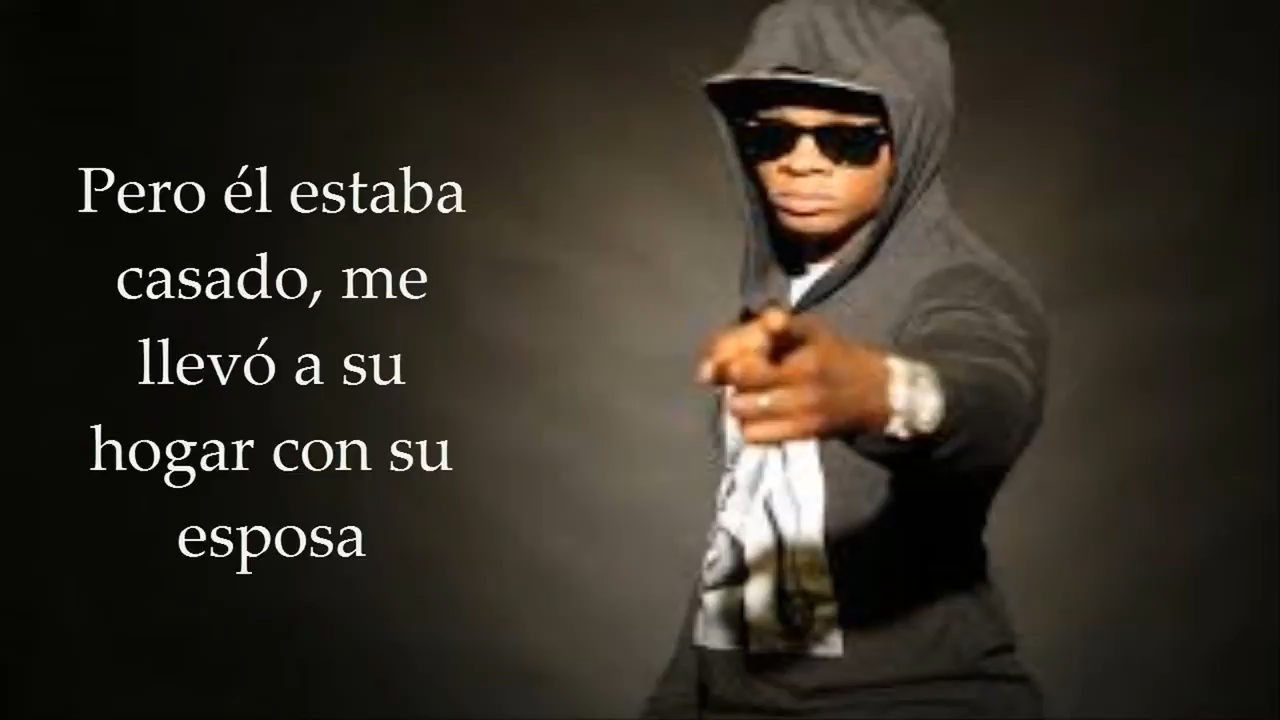 Pero él estaba
casado, me
llevó a su
hogar con su
esposa